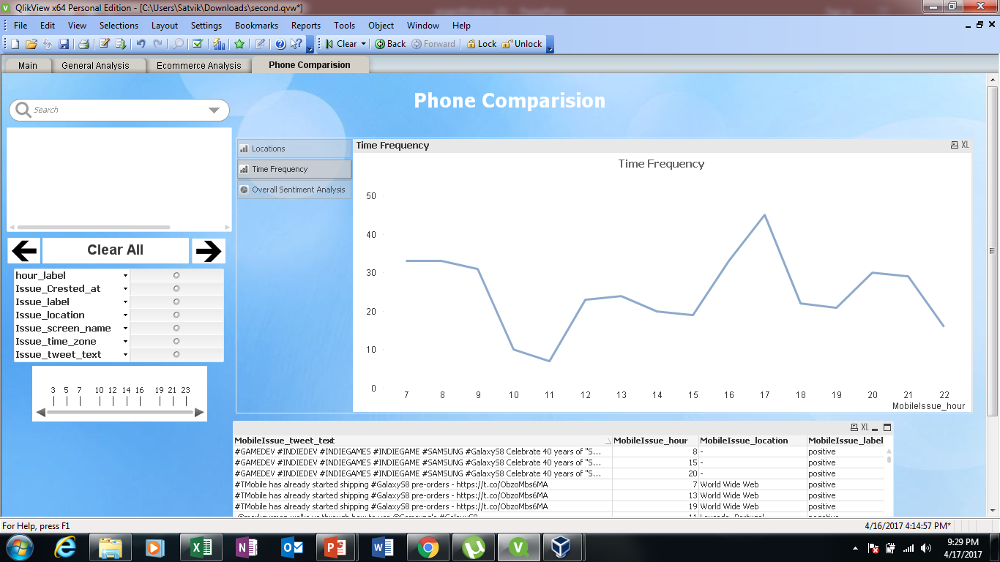 QlikView x64 Personal Edition - [C:\Users\Satvik\Downloads\second.qvw*]
File Edit View Selections Layout Settings Bookmarks Reports Tools Object Window Help
Clear Back Forward Lock Unlock
Main General Analysis Ecommerce Analysis Phone Comparision
Phone Comparision
Search
Clear All
hour_label
Issue_Crested_at
Issue_label
Issue_location
Issue_screen_name
Issue_time_zone
Issue_tweet_text
3 5 7 10 12 14 16 19 21 23
Locations
Time Frequency
Overall Sentiment Analysis
Time Frequency XL
Time Frequency
50
40
30
20
10
0
7 8 9 10 11 12 13 14 15 16 17 18 19 20 21 22
MobileIssue_hour
XL
MobileIssue_tweet_text MobileIssue_hour MobileIssue_location MobileIssue_label
#GAMEDEV #INDIEDEV #INDIEGAMES #INDIEGAME #SAMSUNG #GalaxyS8 Celebrate 40 years of "S... 8 - positive
#GAMEDEV #INDIEDEV #INDIEGAMES #INDIEGAME #SAMSUNG #GalaxyS8 Celebrate 40 years of "S... 15 - positive
#GAMEDEV #INDIEDEV #INDIEGAMES #INDIEGAME #SAMSUNG #GalaxyS8 Celebrate 40 years of "S... 20 - positive
#TMobile has already started shipping #GalaxyS8 pre-orders - https://t.co/ObzoMbs6MA 7 World Wide Web positive
#TMobile has already started shipping #GalaxyS8 pre-orders - https://t.co/ObzoMbs6MA 13 World Wide Web positive
#TMobile has already started shipping #GalaxyS8 pre-orders - https://t.co/ObzoMbs6MA 19 World Wide Web positive
For Help, press F1 4/16/2017 4:14:57 PM*
9:29 PM
4/17/2017